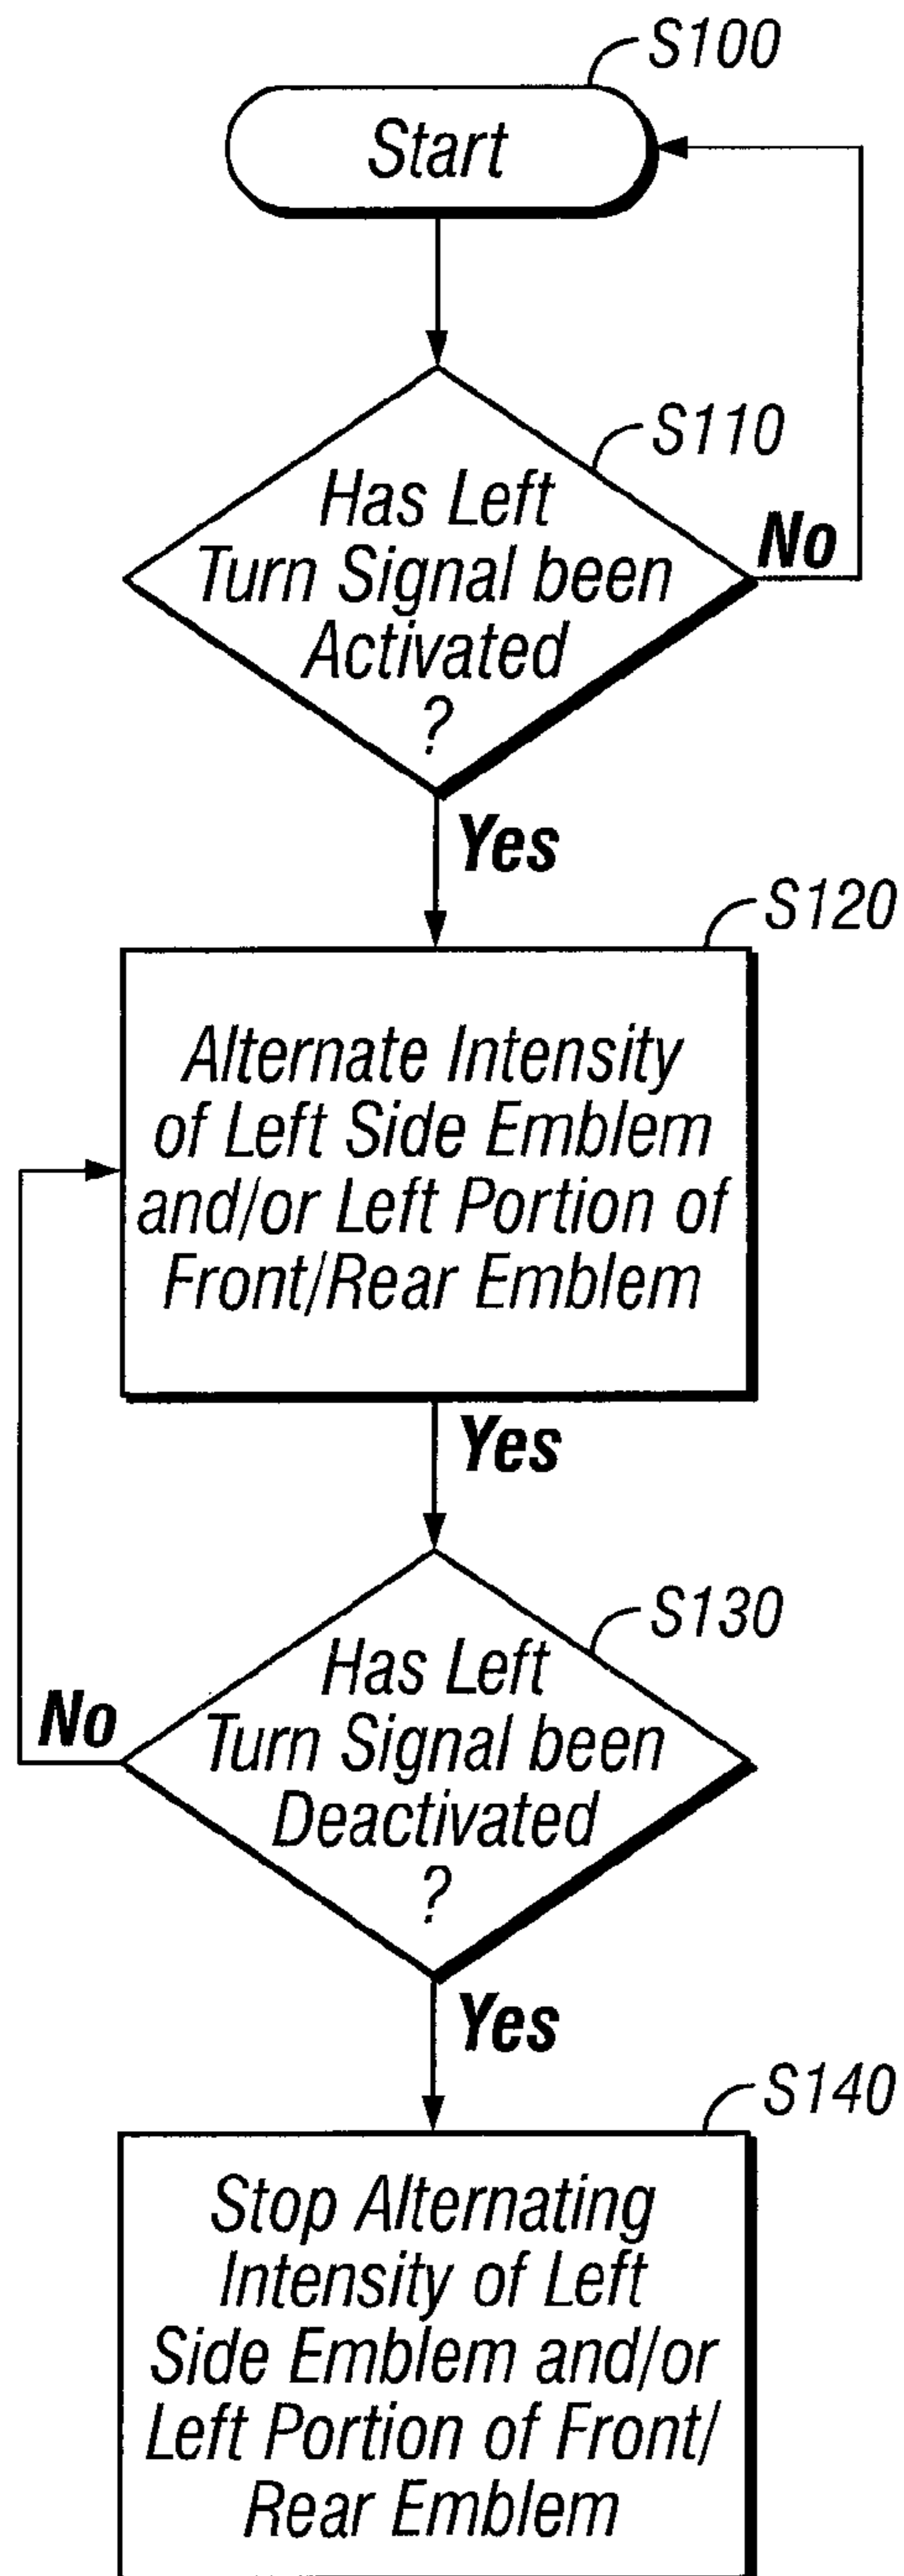 S100
Start
S110
Has Left
Turn Signal been
Activated
?
No
Yes
S120
Alternate Intensity
of Left Side Emblem
and/or Left Portion of
Front/Rear Emblem
Yes
S130
Has Left
Turn Signal been
Deactivated
?
No
Yes
S140
Stop Alternating
Intensity of Left
Side Emblem and/or
Left Portion of Front/
Rear Emblem